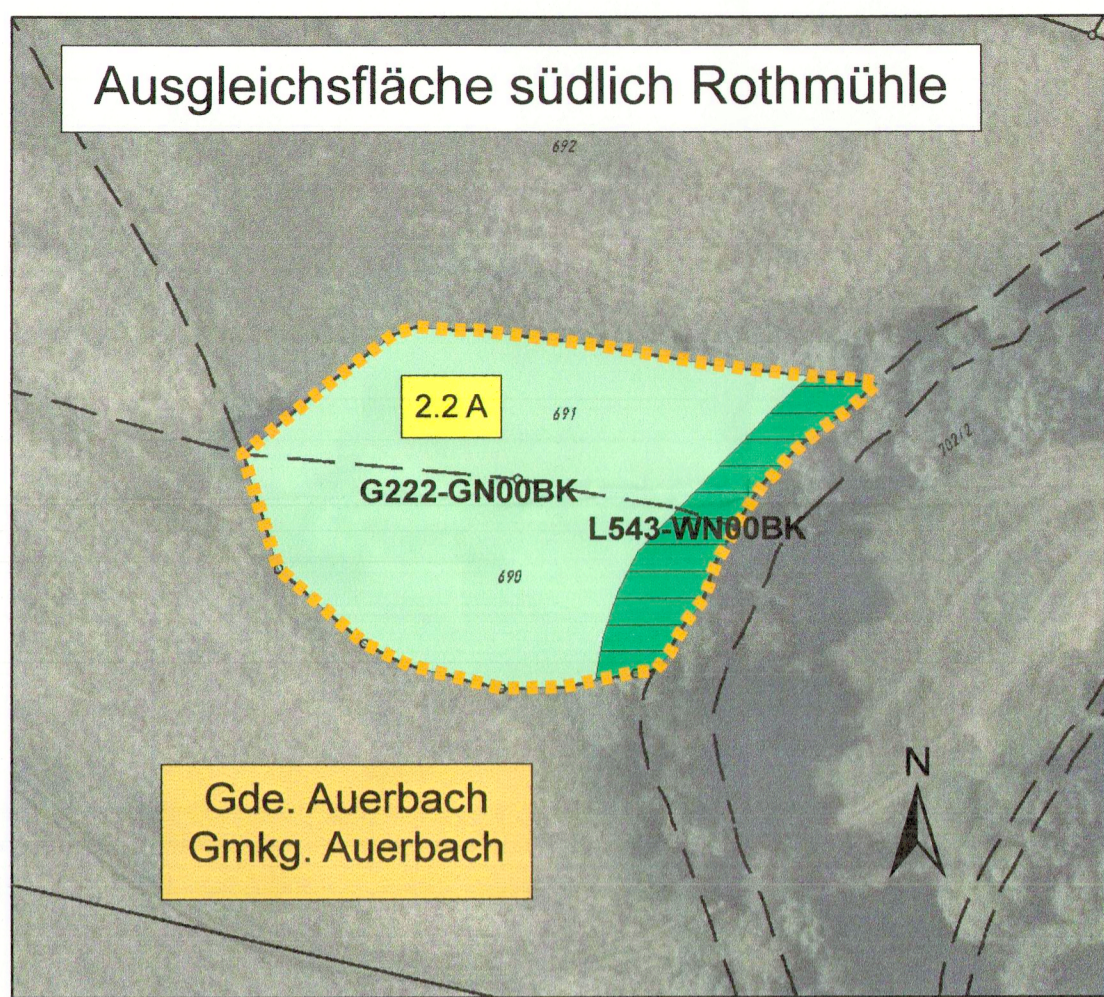 Ausgleichsfläche südlich Rothmühle
692
2.2 A
691
G222-GN00BK
L543-WN00BK
690
Gde. Auerbach
Gmkg. Auerbach
N